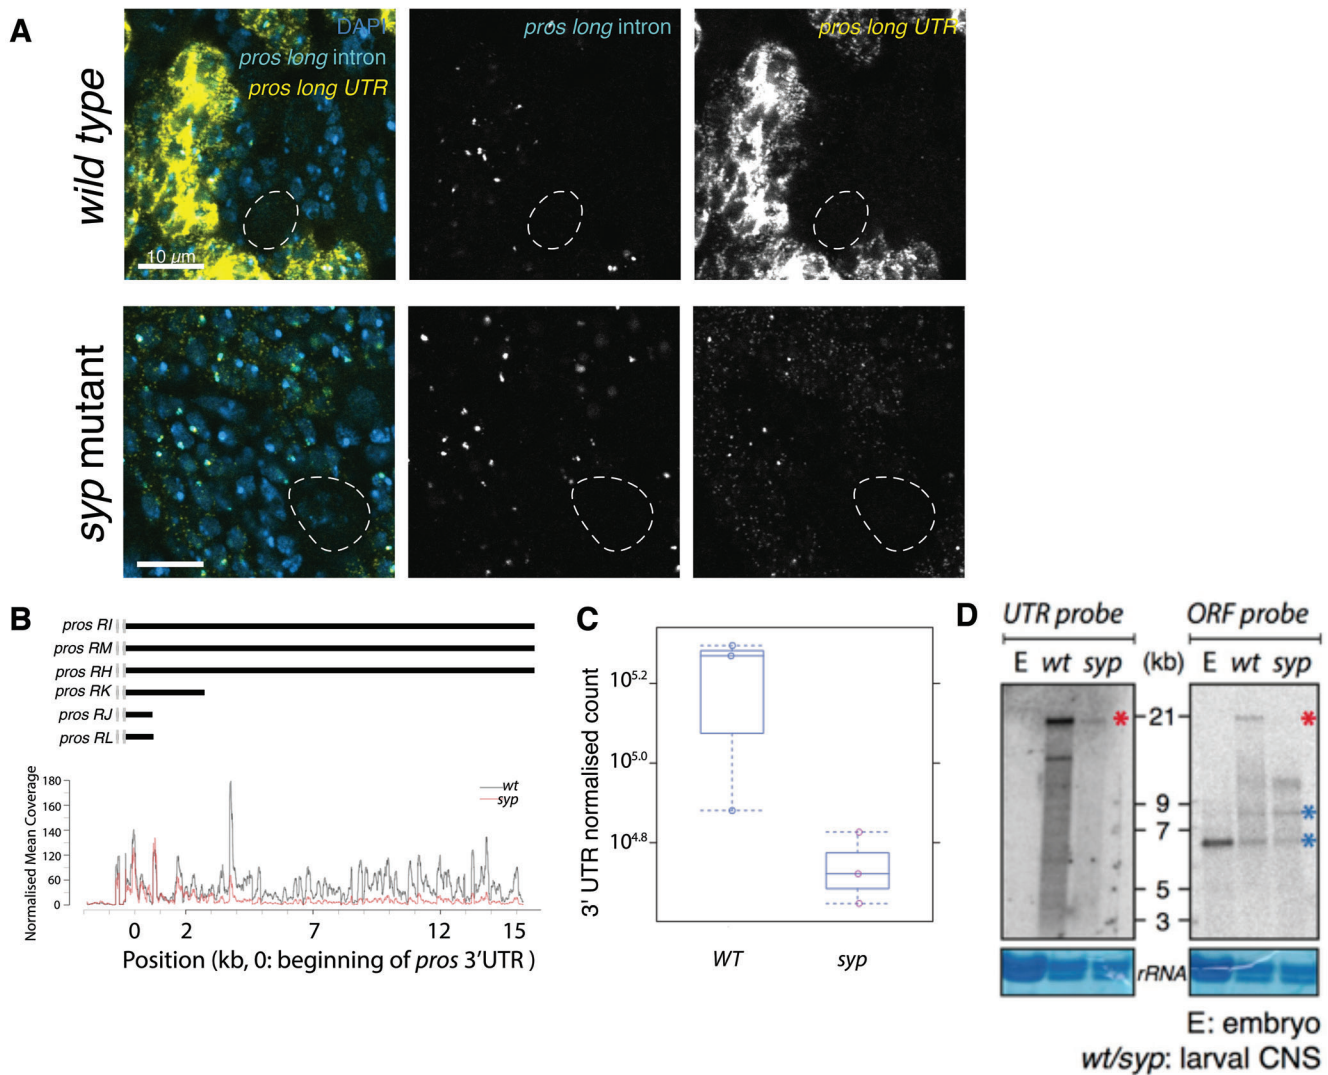 A
wild type
DAPI
pros long intron
pros long UTR
10 µm
pros long intron
pros long UTR
syp mutant
B
pros RI
pros RM
pros RH
pros RK
pros RJ
pros RL
Normalised Mean Coverage
180
160
140
120
60
0
wt
syp
0 2 7 12 15
Position (kb, 0: beginning of pros 3'UTR )
C
3' UTR normalised count
10^5.2
10^5.0
10^4.8
WT syp
D
UTR probe ORF probe
E wt syp (kb) E wt syp
* 21 *
9 *
7 *
5
3
rRNA
E: embryo
wt/syp: larval CNS